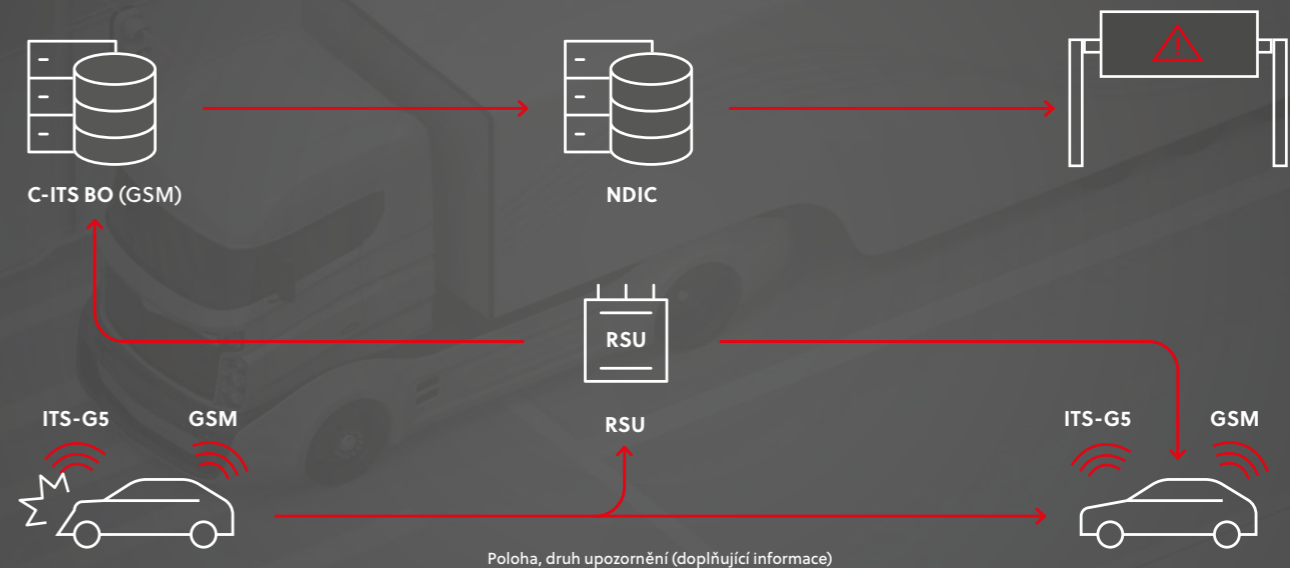 C-ITS BO (GSM)
NDIC
RSU
RSU
ITS-G5
GSM
ITS-G5
GSM
Poloha, druh upozornění (doplňující informace)